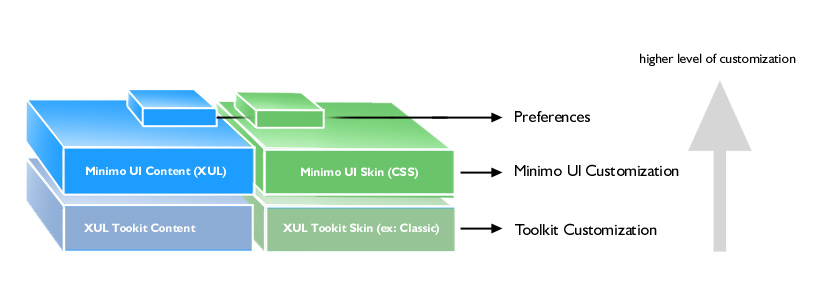 higher level of customization
Preferences
Minimo UI Content (XUL)
Minimo UI Skin (CSS)
Minimo UI Customization
XUL Tookit Content
XUL Tookit Skin (ex: Classic)
Toolkit Customization